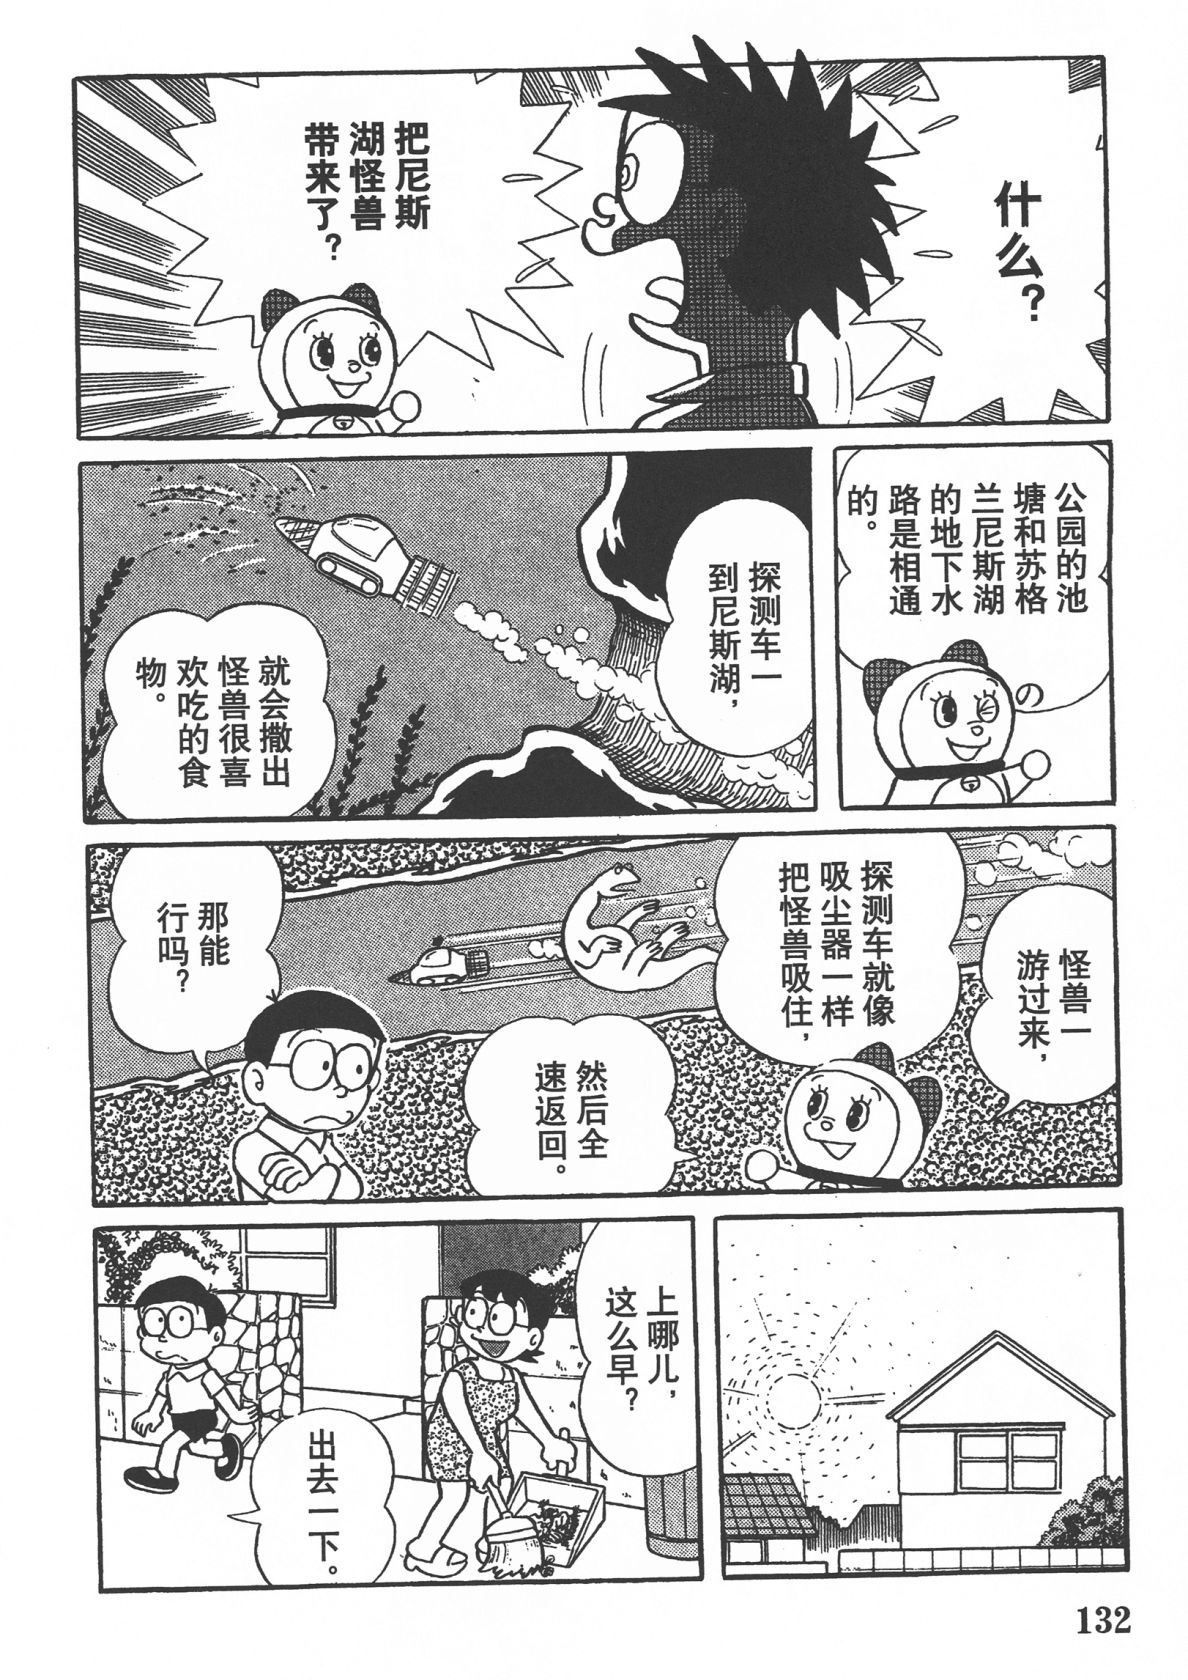 什么？
把尼斯
湖怪兽
带来了？
公园的池
塘和苏格
兰尼斯湖
的地下水
路是相通
的。
の
探测车一
到尼斯湖，
就会撒出
怪兽很喜
欢吃的食
物。
怪兽一
游过来，
探测车就像
吸尘器一样
把怪兽吸住，
然后全
速返回。
那能
行吗？
上哪儿，
这么早？
出去一下。
132